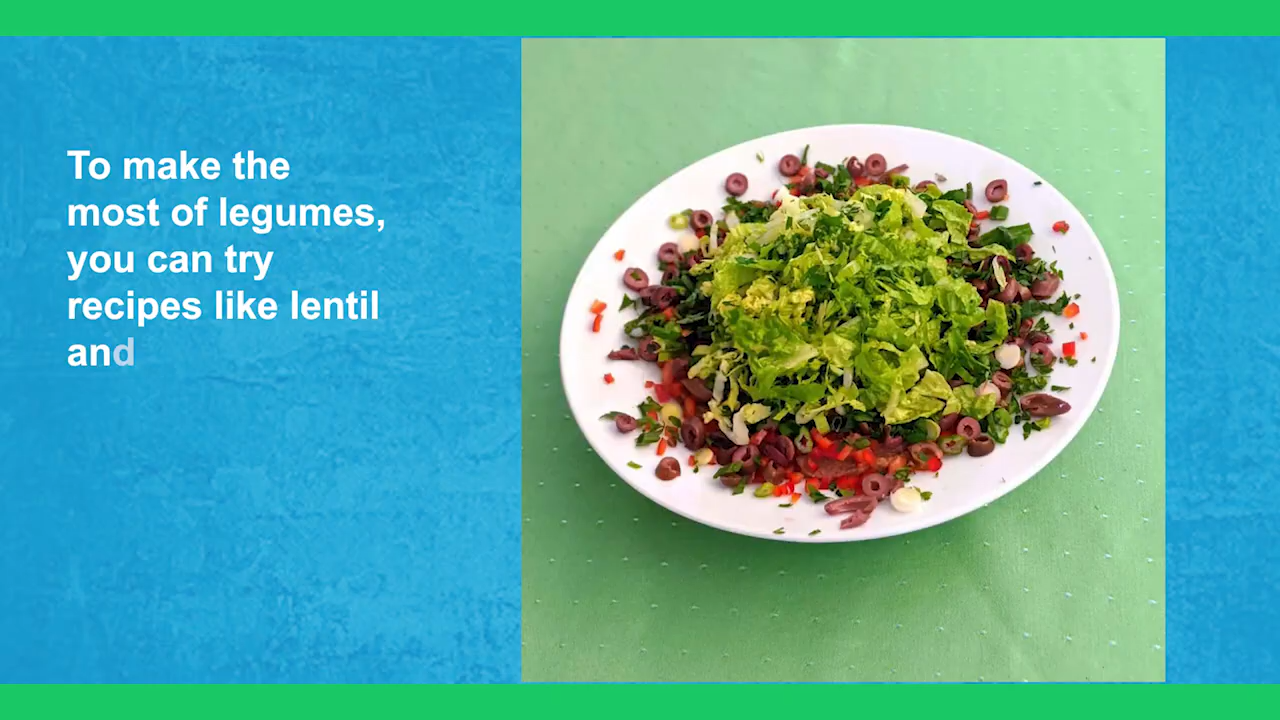 To make the
most of legumes,
you can try
recipes like lentil
and